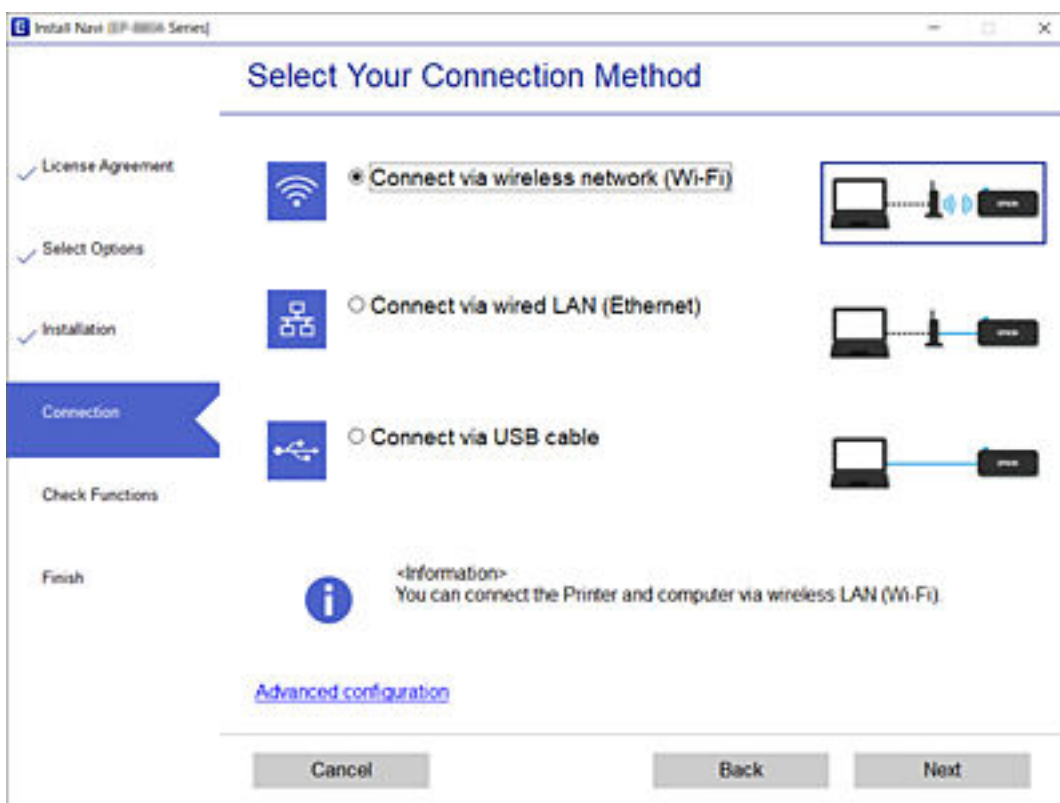 Install Navi Series]
Select Your Connection Method
License Agreement
Select Options
Installation
Connection
Check Functions
Finish
Connect via wireless network (Wi-Fi)
Connect via wired LAN (Ethernet)
Connect via USB cable
<Information>
You can connect the Printer and computer via wireless LAN (Wi-Fi).
Advanced configuration
Cancel
Back
Next